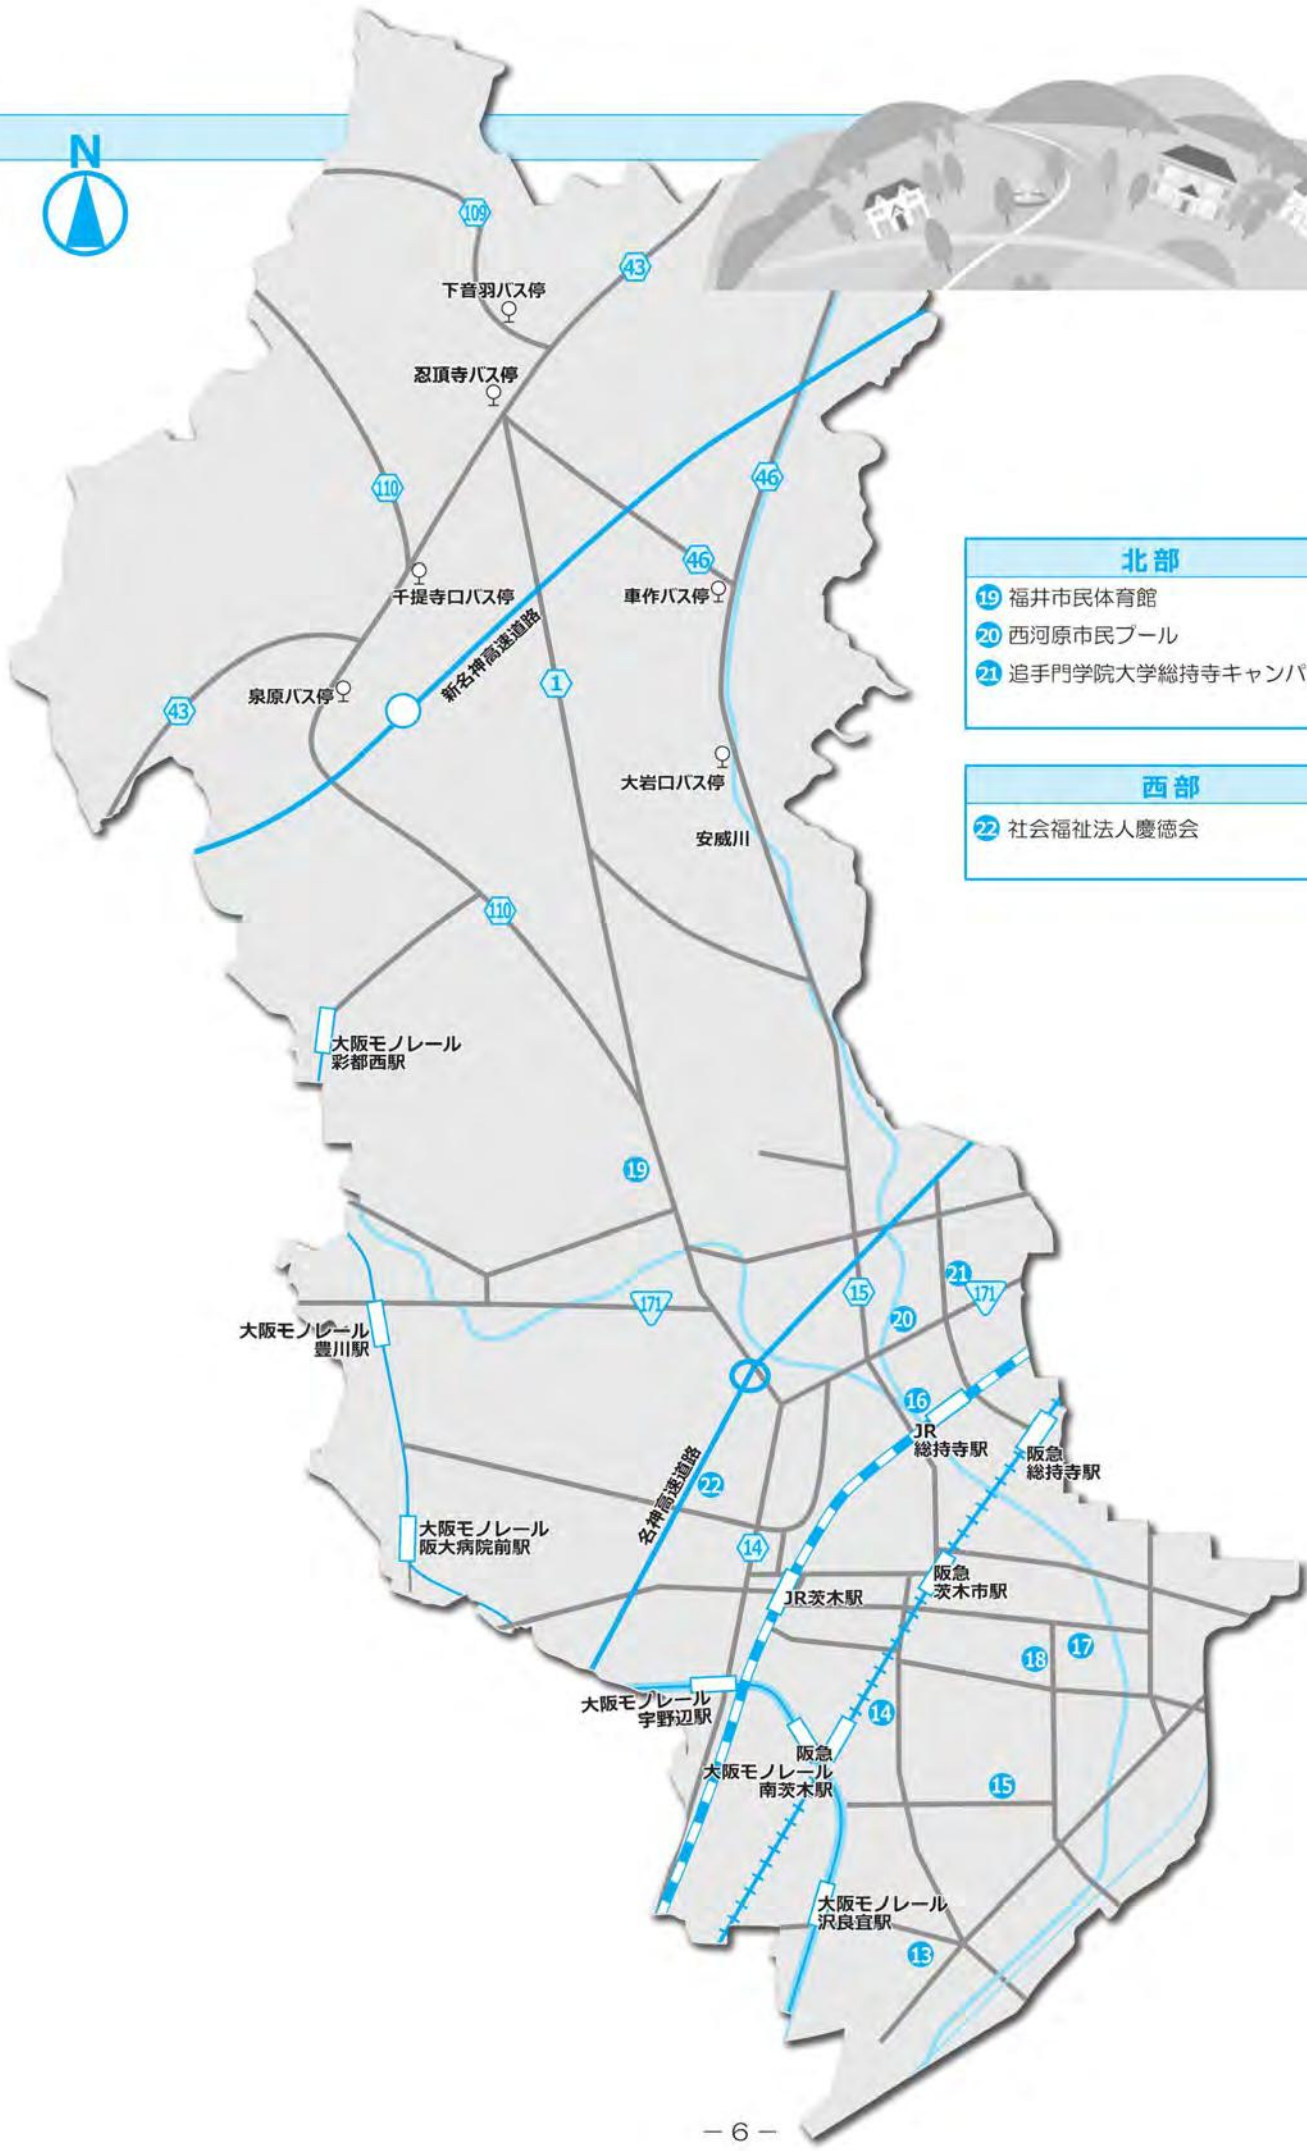 N
109
43
下音羽バス停
忍頂寺バス停
110
46
46
千提寺口バス停
車作バス停
新名神高速道路
1
泉原バス停
43
大岩口バス停
安威川
110
大阪モノレール
彩都西駅
北部
19 福井市民体育館
20 西河原市民プール
21 追手門学院大学総持寺キャンパ
西部
22 社会福祉法人慶徳会
19
21
171
15
171
20
大阪モノレール
豊川駅
16
JR
総持寺駅
阪急
総持寺駅
名神高速道路
22
大阪モノレール
阪大病院前駅
14
阪急
茨木市駅
JR茨木駅
18
17
大阪モノレール
宇野辺駅
14
阪急
大阪モノレール
南茨木駅
15
大阪モノレール
沢良宜駅
13
－6－